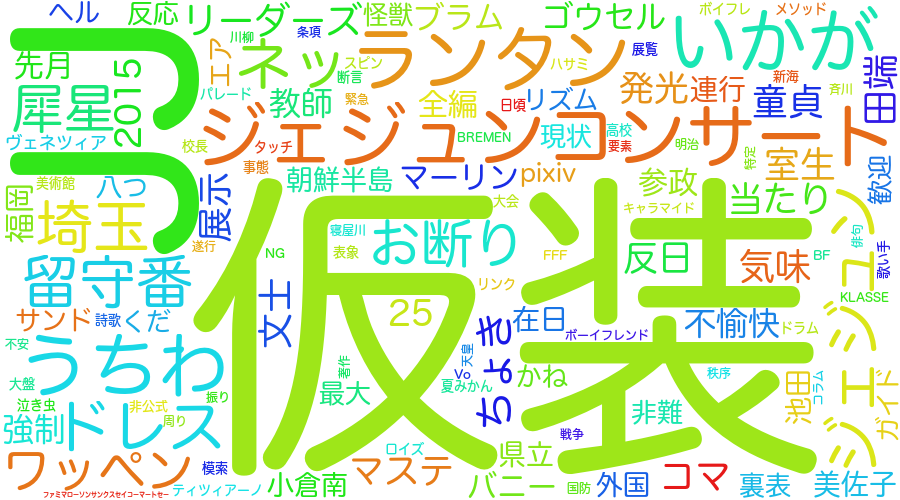 ヘル
反応
リーダーズ
怪獣
ブラム
ゴウセル
ボーイフレ
メソッド
いかが
川柳
条項
展覧
エア
ネッ
ランタン
スピン
ハサミ
断言
先月
2015
犀星
パレード
教師
緊急
全編
日頃
リズム
発光
連行
新海
斉川
童貞
田端
ヴェネツィア
校長
タッチ
ジェジュン
コンサート
BREMEN
現状
高校
要素
明治
特定
室生
歓迎
事態
美術館
八つ
朝鮮半島
マーリン
pixiv
参政
キャラマイド
当たり
福岡
埼玉
展示
遂行
大会
寝屋川
表象
お断り
NG
FFF
リンク
仮装
反日
気味
BF
俳句
歌い手
ジェジュン
KLASSE
留守番
サンド
詩歌
くだ
文士
25
在日
ボーイフレンド
不愉快
ドラム
不安
うちわ
天皇
著作
最大
夏みかん
ちょき
かね
秩序
池田
コラム
ガイド
大盤
泣き虫
振り
非公式
周り
強制
ドレス
非難
戦争
ワッペン
模索
ロイズ
県立
ファミマローソンサンクスセイコーマートセー
ティツィアーノ
小倉南
マステ
バニー
国防
外国
コマ
裏表
美佐子